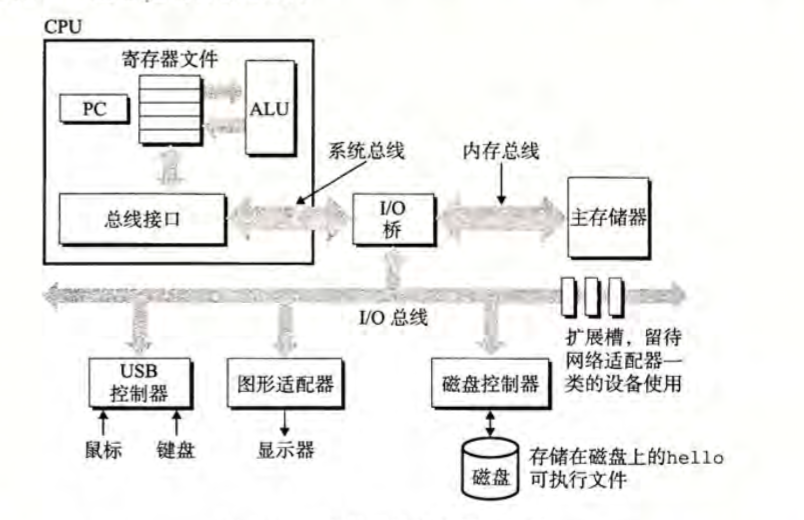 CPU
寄存器文件
PC
ALU
系统总线
内存总线
总线接口
I/O
桥
主存储器
I/O 总线
扩展槽，留待
网络适配器一
类的设备使用
USB
控制器
图形适配器
磁盘控制器
鼠标
键盘
显示器
磁盘
存储在磁盘上的hello
可执行文件